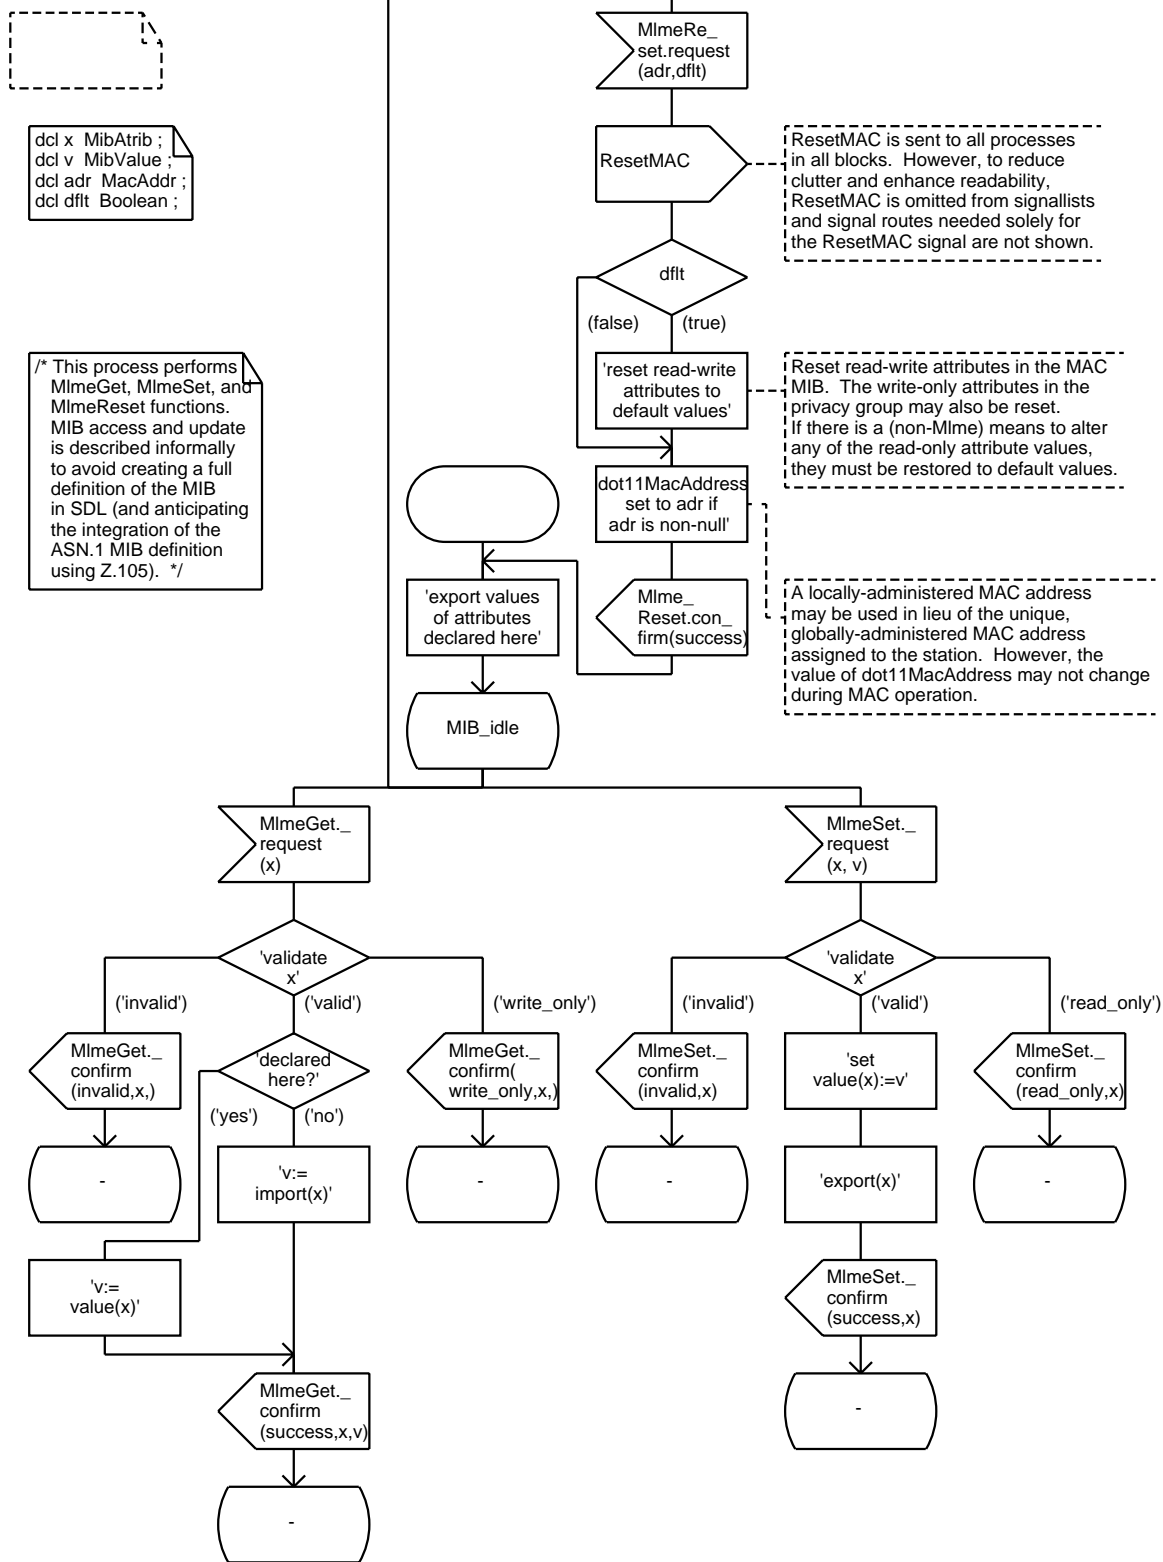 MlmeRe_
set.request
(adr,dflt)
dcl x  MibAtrib ;
dcl v  MibValue ;
dcl adr  MacAddr ;
dcl dflt  Boolean ;
ResetMAC
ResetMAC is sent to all processes
in all blocks.  However, to reduce
clutter and enhance readability,
ResetMAC is omitted from signallists
and signal routes needed solely for
the ResetMAC signal are not shown.
dflt
(false)
(true)
/* This process performs
MlmeGet, MlmeSet, and
MlmeReset functions.
MIB access and update
is described informally
to avoid creating a full
definition of the MIB
in SDL (and anticipating
the integration of the
ASN.1 MIB definition
using Z.105).  */
'reset read-write
attributes to
default values'
Reset read-write attributes in the MAC
MIB.  The write-only attributes in the
privacy group may also be reset.
If there is a (non-Mlme) means to alter
any of the read-only attribute values,
they must be restored to default values.
dot11MacAddress
set to adr if
adr is non-null'
'export values
of attributes
declared here'
Mlme_
Reset.con_
firm(success)
A locally-administered MAC address
may be used in lieu of the unique,
globally-administered MAC address
assigned to the station.  However, the
value of dot11MacAddress may not change
during MAC operation.
MIB_idle
MlmeGet._
request
(x)
MlmeSet._
request
(x, v)
'validate
x'
'validate
x'
('invalid')
('valid')
('write_only')
('invalid')
('valid')
('read_only')
MlmeGet._
confirm
(invalid,x,)
'declared
here?'
MlmeGet._
confirm(
write_only,x,)
MlmeSet._
confirm
(invalid,x)
'set
value(x):=v'
MlmeSet._
confirm
(read_only,x)
('yes')
('no')
-
'v:=
import(x)'
-
-
'export(x)'
-
'v:=
value(x)'
MlmeSet._
confirm
(success,x)
MlmeGet._
confirm
(success,x,v)
-
-